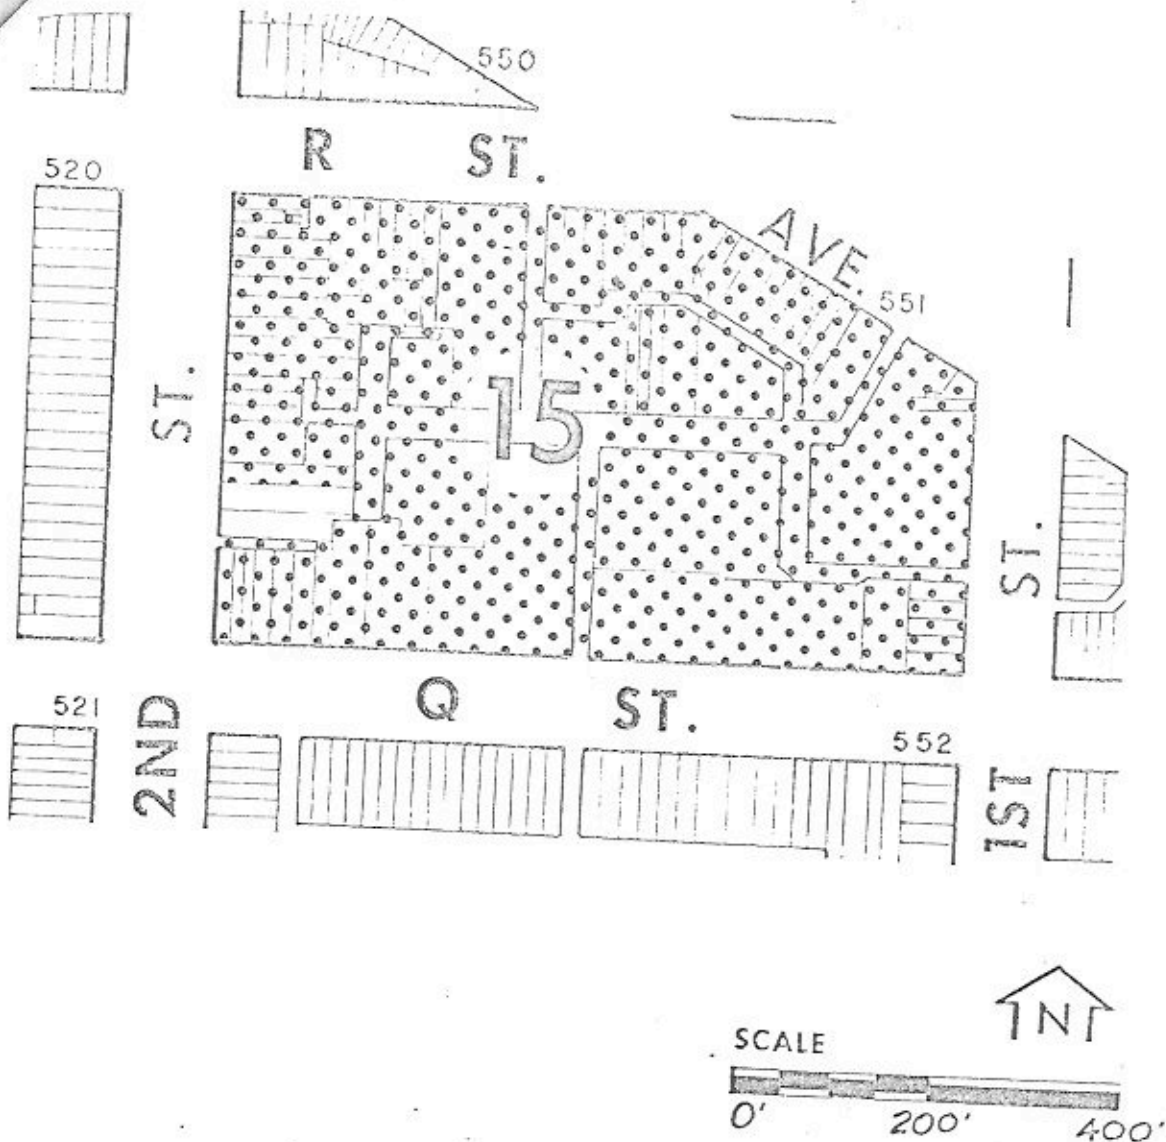 550
R ST.
520
AVE.
551
15
ST.
ST.
Q ST.
521
2ND
552
1ST
N
SCALE
0' 200' 400'